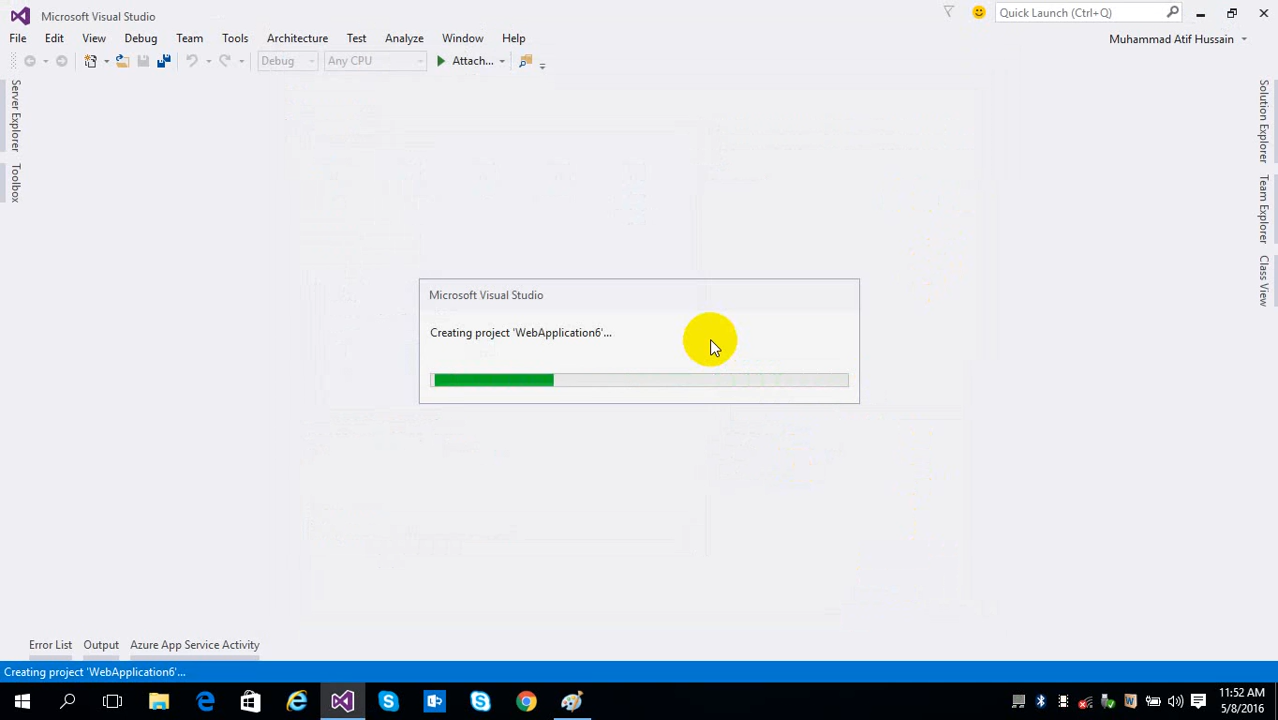 Microsoft Visual Studio
Quick Launch (Ctrl+Q)
File Edit View Debug Team Tools Architecture Test Analyze Window Help
Muhammad Atif Hussain
Debug Any CPU Attach...
Server Explorer
Toolbox
Solution Explorer
Team Explorer
Class View
Microsoft Visual Studio
Creating project 'WebApplication6'...
Error List Output Azure App Service Activity
Creating project 'WebApplication6'...
11:52 AM
5/8/2016